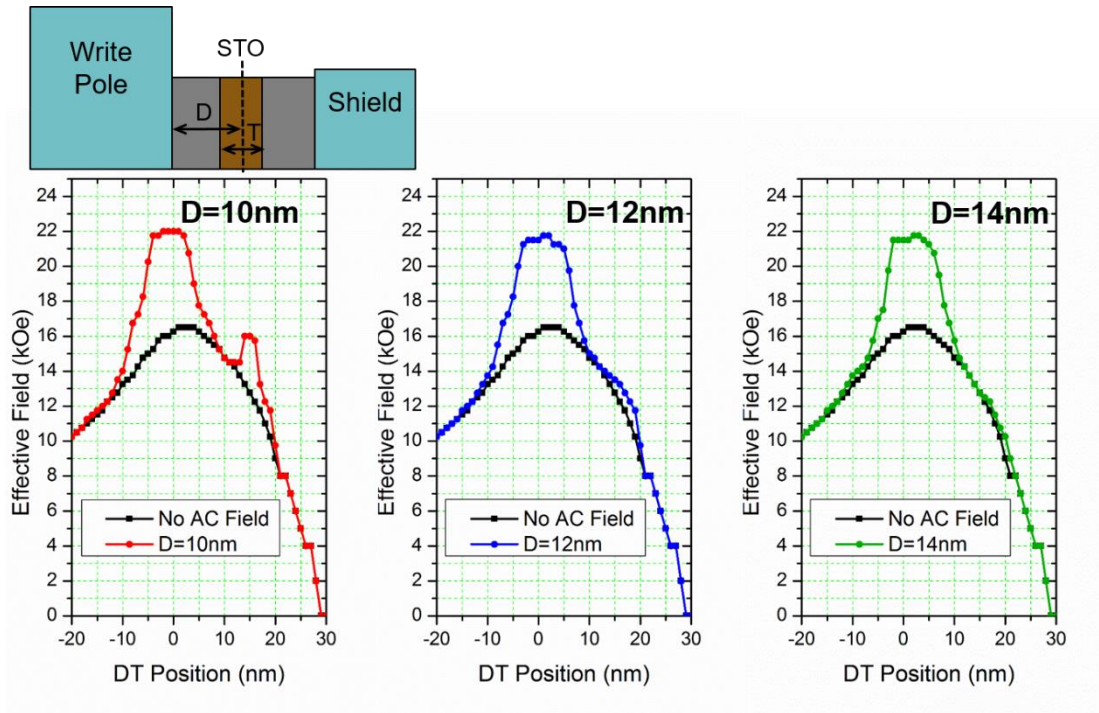 Write
Pole
STO
D
T
Shield
24
22
20
18
16
14
12
10
8
6
4
2
0
Effective Field (kOe)
D=10nm
No AC Field
D=10nm
-20 -10 0 10 20 30
DT Position (nm)
24
22
20
18
16
14
12
10
8
6
4
2
0
Effective Field (kOe)
D=12nm
No AC Field
D=12nm
-20 -10 0 10 20 30
DT Position (nm)
24
22
20
18
16
14
12
10
8
6
4
2
0
Effective Field (kOe)
D=14nm
No AC Field
D=14nm
-20 -10 0 10 20 30
DT Position (nm)